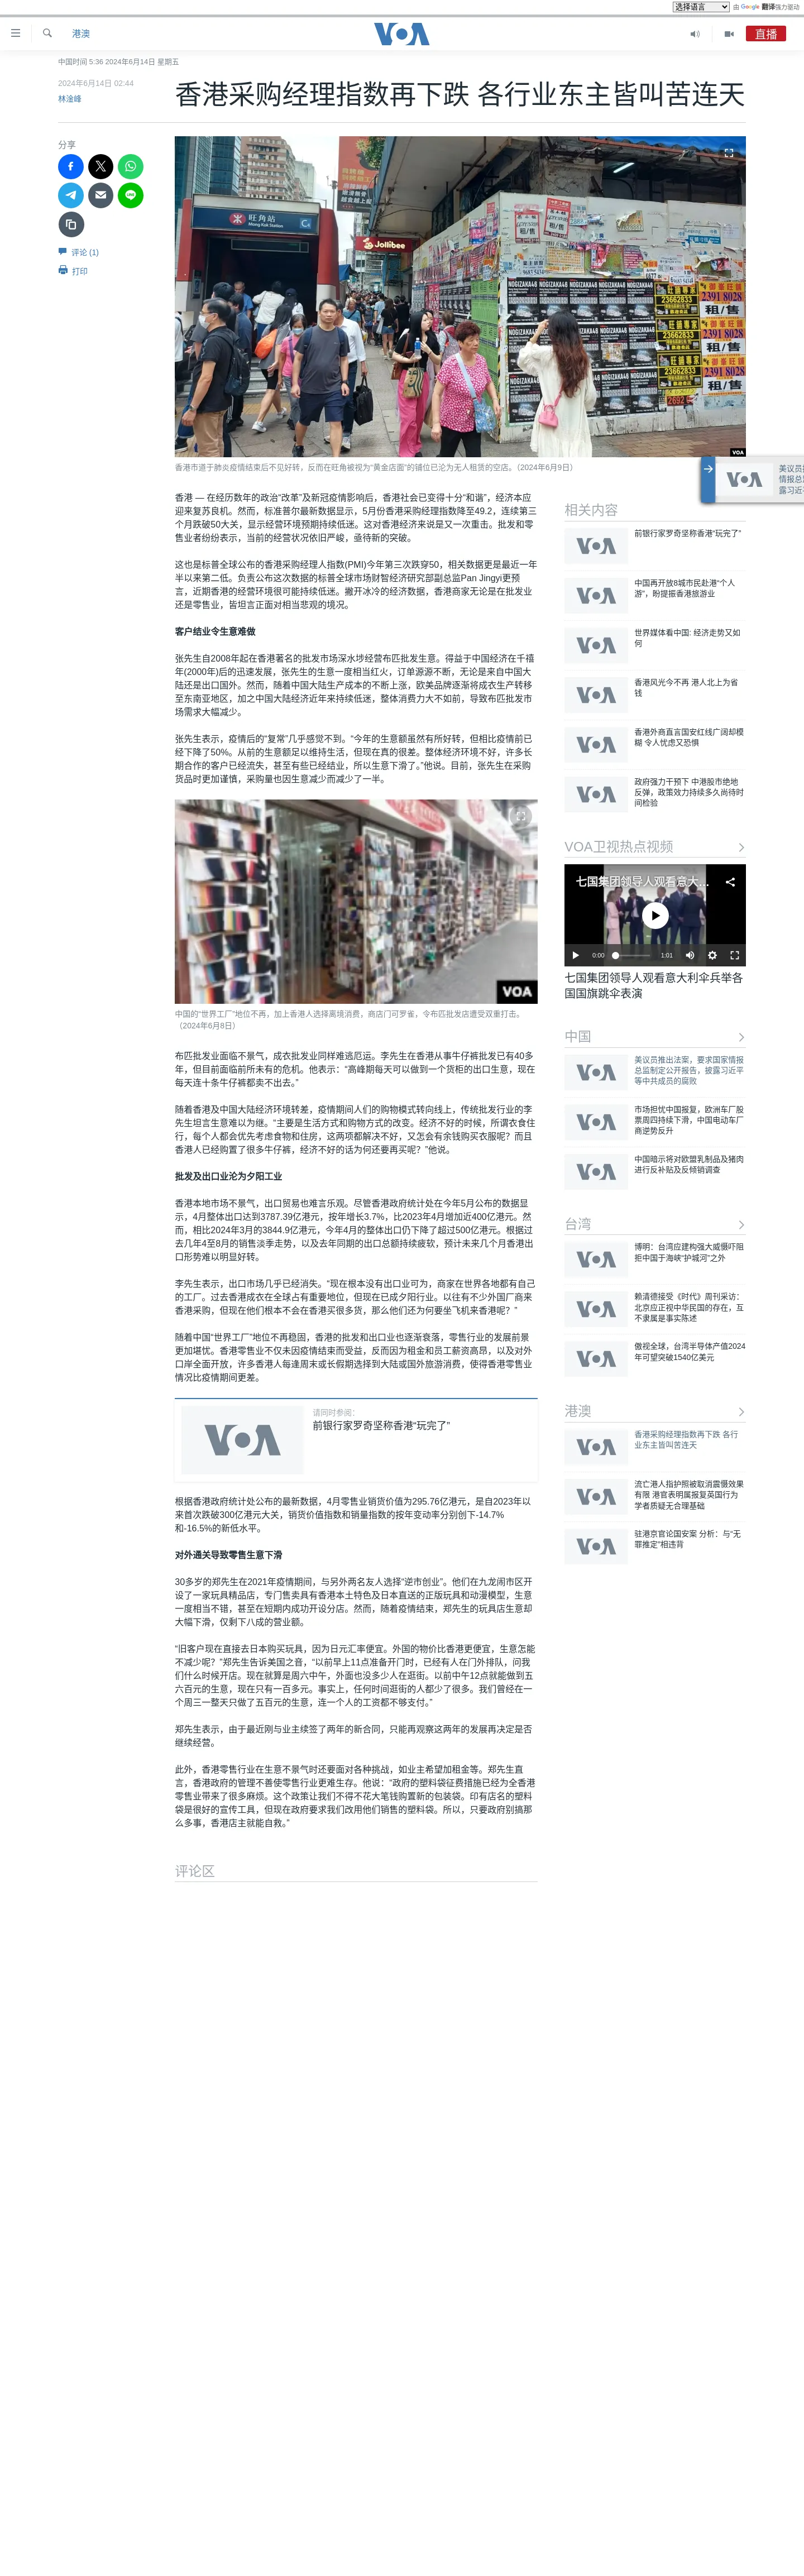 选择语言
由 Google 翻译强力驱动
港澳
VOA
直播
中国时间 5:36 2024年6月14日 星期五
2024年6月14日 02:44
林淦峰
香港采购经理指数再下跌 各行业东主皆叫苦连天
分享
评论 (1)
打印
旺角站
Mong Kok Station
Jollibee
租/售
23662833
租/售
2391 8028
VOA
香港市道于肺炎疫情结束后不见好转，反而在旺角被视为“黄金店面”的铺位已沦为无人租赁的空店。（2024年6月9日）
香港 — 在经历数年的政治“改革”及新冠疫情影响后，香港社会已变得十分“和谐”，经济本应
迎来复苏良机。然而，标准普尔最新数据显示，5月份香港采购经理指数降至49.2，连续第三
个月跌破50大关，显示经营环境预期持续低迷。这对香港经济来说是又一次重击。批发和零
售业者纷纷表示，当前的经营状况依旧严峻，亟待新的突破。
这也是标普全球公布的香港采购经理人指数(PMI)今年第三次跌穿50，相关数据更是最近一年
半以来第二低。负责公布这次数据的标普全球市场财智经济研究部副总监Pan Jingyi更预
言，近期香港的经营环境很可能持续低迷。撇开冰冷的经济数据，香港商家无论是在批发业
还是零售业，皆坦言正面对相当悲观的境况。
客户结业令生意难做
张先生自2008年起在香港著名的批发市场深水埗经营布匹批发生意。得益于中国经济在千禧
年(2000年)后的迅速发展，张先生的生意一度相当红火，订单源源不断，无论是来自中国大
陆还是出口国外。然而，随着中国大陆生产成本的不断上涨，欧美品牌逐渐将成衣生产转移
至东南亚地区，加之中国大陆经济近年来持续低迷，整体消费力大不如前，导致布匹批发市
场需求大幅减少。
张先生表示，疫情后的“复常”几乎感觉不到。“今年的生意额虽然有所好转，但相比疫情前已
经下降了50%。从前的生意额足以维持生活，但现在真的很差。整体经济环境不好，许多长
期合作的客户已经流失，甚至有些已经结业，所以生意下滑了。”他说。目前，张先生在采购
货品时更加谨慎，采购量也因生意减少而减少了一半。
VOA
中国的“世界工厂”地位不再，加上香港人选择离境消费，商店门可罗雀，令布匹批发店遭受双重打击。
（2024年6月8日）
布匹批发业面临不景气，成衣批发业同样难逃厄运。李先生在香港从事牛仔裤批发已有40多
年，但目前面临前所未有的危机。他表示：“高峰期每天可以做到一个货柜的出口生意，现在
每天连十条牛仔裤都卖不出去。”
随着香港及中国大陆经济环境转差，疫情期间人们的购物模式转向线上，传统批发行业的李
先生坦言生意难以为继。“主要是生活方式和购物方式的改变。经济不好的时候，所谓衣食住
行，每个人都会优先考虑食物和住房，这两项都解决不好，又怎会有余钱购买衣服呢？而且
香港人已经购置了很多牛仔裤，经济不好的话为何还要再买呢？”他说。
批发及出口业沦为夕阳工业
香港本地市场不景气，出口贸易也难言乐观。尽管香港政府统计处在今年5月公布的数据显
示，4月整体出口达到3787.39亿港元，按年增长3.7%，比2023年4月增加近400亿港元。然
而，相比2024年3月的3844.9亿港元，今年4月的整体出口仍下降了超过500亿港元。根据过
去几年4至8月的销售淡季走势，以及去年同期的出口总额持续疲软，预计未来几个月香港出
口形势难以明显好转。
李先生表示，出口市场几乎已经消失。“现在根本没有出口业可为，商家在世界各地都有自己
的工厂。过去香港成衣在全球占有重要地位，但现在已成夕阳行业。以往有不少外国厂商来
香港采购，但现在他们根本不会在香港买很多货，那么他们还为何要坐飞机来香港呢？”
随着中国“世界工厂”地位不再稳固，香港的批发和出口业也逐渐衰落，零售行业的发展前景
更加堪忧。香港零售业不仅未因疫情结束而受益，反而因为租金和员工薪资高昂，以及对外
口岸全面开放，许多香港人每逢周末或长假期选择到大陆或国外旅游消费，使得香港零售业
情况比疫情期间更差。
VOA
请同时参阅：
前银行家罗奇坚称香港“玩完了”
根据香港政府统计处公布的最新数据，4月零售业销货价值为295.76亿港元，是自2023年以
来首次跌破300亿港元大关，销货价值指数和销量指数的按年变动率分别创下-14.7%
和-16.5%的新低水平。
对外通关导致零售生意下滑
30多岁的郑先生在2021年疫情期间，与另外两名友人选择“逆市创业”。他们在九龙闹市区开
设了一家玩具精品店，专门售卖具有香港本土特色及日本直送的正版玩具和动漫模型，生意
一度相当不错，甚至在短期内成功开设分店。然而，随着疫情结束，郑先生的玩具店生意却
大幅下滑，仅剩下八成的营业额。
“旧客户现在直接去日本购买玩具，因为日元汇率便宜。外国的物价比香港更便宜，生意怎能
不减少呢？”郑先生告诉美国之音，“以前早上11点准备开门时，已经有人在门外排队，问我
们什么时候开店。现在就算是周六中午，外面也没多少人在逛街。以前中午12点就能做到五
六百元的生意，现在只有一百多元。事实上，任何时间逛街的人都少了很多。我们曾经在一
个周三一整天只做了五百元的生意，连一个人的工资都不够支付。”
郑先生表示，由于最近刚与业主续签了两年的新合同，只能再观察这两年的发展再决定是否
继续经营。
此外，香港零售行业在生意不景气时还要面对各种挑战，如业主希望加租金等。郑先生直
言，香港政府的管理不善使零售行业更难生存。他说：“政府的塑料袋征费措施已经为全香港
零售业带来了很多麻烦。这个政策让我们不得不花大笔钱购置新的包装袋。印有店名的塑料
袋是很好的宣传工具，但现在政府要求我们改用他们销售的塑料袋。所以，只要政府别搞那
么多事，香港店主就能自救。”
评论区
VOA
美议员推
情报总监
露习近平
相关内容
VOA
前银行家罗奇坚称香港“玩完了”
VOA
中国再开放8城市民赴港“个人
游”，盼提振香港旅游业
VOA
世界媒体看中国: 经济走势又如
何
VOA
香港风光今不再 港人北上为省
钱
VOA
香港外商直言国安红线广阔却模
糊 令人忧虑又恐惧
VOA
政府强力干预下 中港股市绝地
反弹，政策效力持续多久尚待时
间检验
VOA卫视热点视频
七国集团领导人观看意大...
0:00
1:01
七国集团领导人观看意大利伞兵举各
国国旗跳伞表演
中国
VOA
美议员推出法案，要求国家情报
总监制定公开报告，披露习近平
等中共成员的腐败
VOA
市场担忧中国报复，欧洲车厂股
票周四持续下滑，中国电动车厂
商逆势反升
VOA
中国暗示将对欧盟乳制品及猪肉
进行反补贴及反倾销调查
台湾
VOA
博明：台湾应建构强大威慑吓阻
拒中国于海峡“护城河”之外
VOA
赖清德接受《时代》周刊采访：
北京应正视中华民国的存在，互
不隶属是事实陈述
VOA
傲视全球，台湾半导体产值2024
年可望突破1540亿美元
港澳
VOA
香港采购经理指数再下跌 各行
业东主皆叫苦连天
VOA
流亡港人指护照被取消震慑效果
有限 港官表明属报复英国行为
学者质疑无合理基础
VOA
驻港京官论国安案 分析：与“无
罪推定”相违背